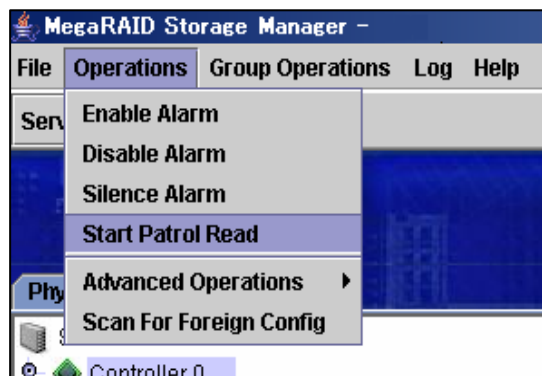 MegaRAID Storage Manager -
File Operations Group Operations Log Help
Enable Alarm
Disable Alarm
Silence Alarm
Start Patrol Read
Advanced Operations
Scan For Foreign Config
Controller 0